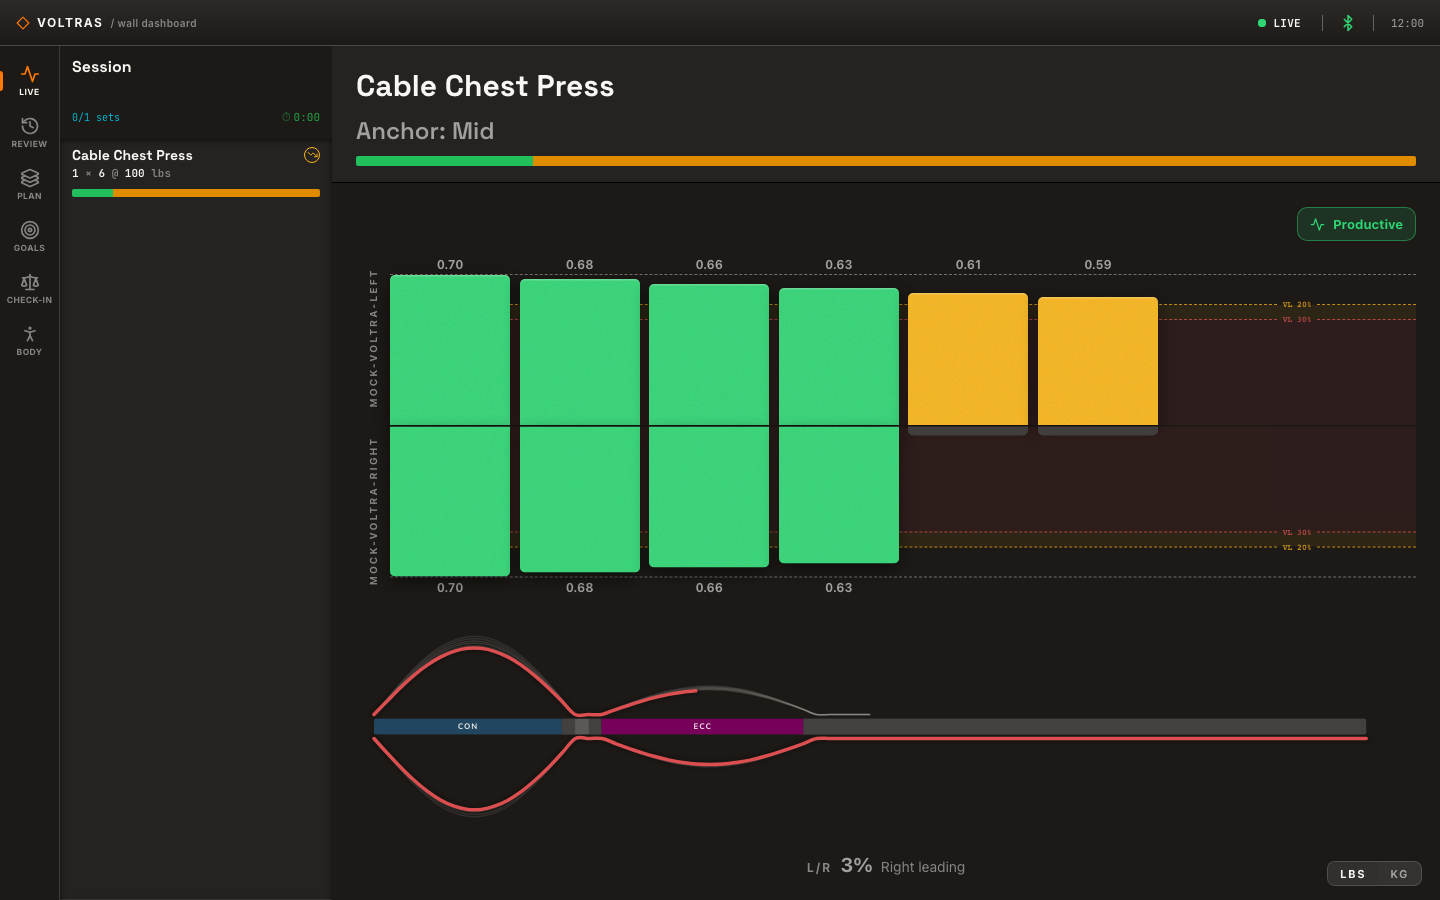 VOLTRAS / wall dashboard
LIVE
12:00
LIVE
REVIEW
PLAN
GOALS
CHECK-IN
BODY
Session
0/1 sets
0:00
Cable Chest Press
1 × 6 @ 100 lbs
Cable Chest Press
Anchor: Mid
Productive
0.70 0.68 0.66 0.63 0.61 0.59
MOCK-VOLTRA-LEFT
VL 20%
VL 30%
MOCK-VOLTRA-RIGHT
VL 30%
VL 20%
0.70 0.68 0.66 0.63
CON ECC
L/R 3% Right leading
LBS KG